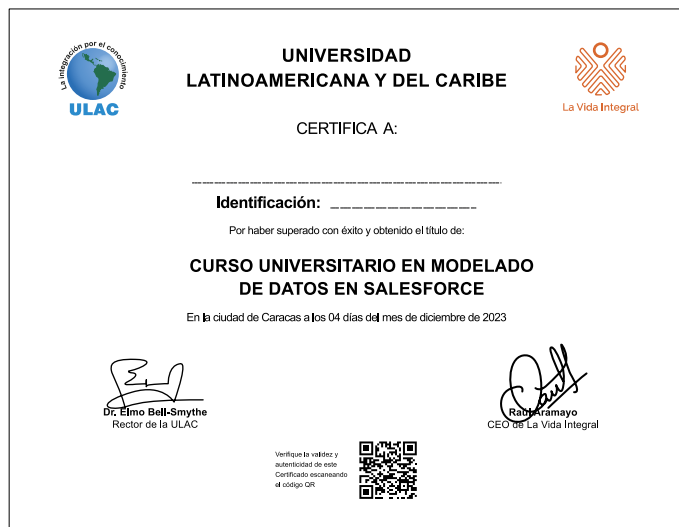 La integración por el conocimiento
ULAC
UNIVERSIDAD
LATINOAMERICANA Y DEL CARIBE
La Vida Integral
CERTIFICA A:
Identificación:
Por haber superado con éxito y obtenido el título de:
CURSO UNIVERSITARIO EN MODELADO
DE DATOS EN SALESFORCE
En la ciudad de Caracas a los 04 días del mes de diciembre de 2023
Dr. Elmo Bell-Smythe
Rector de la ULAC
Raúl Aramayo
CEO de La Vida Integral
Verifique la validez y
autenticidad de este
Certificado escaneando
el código QR